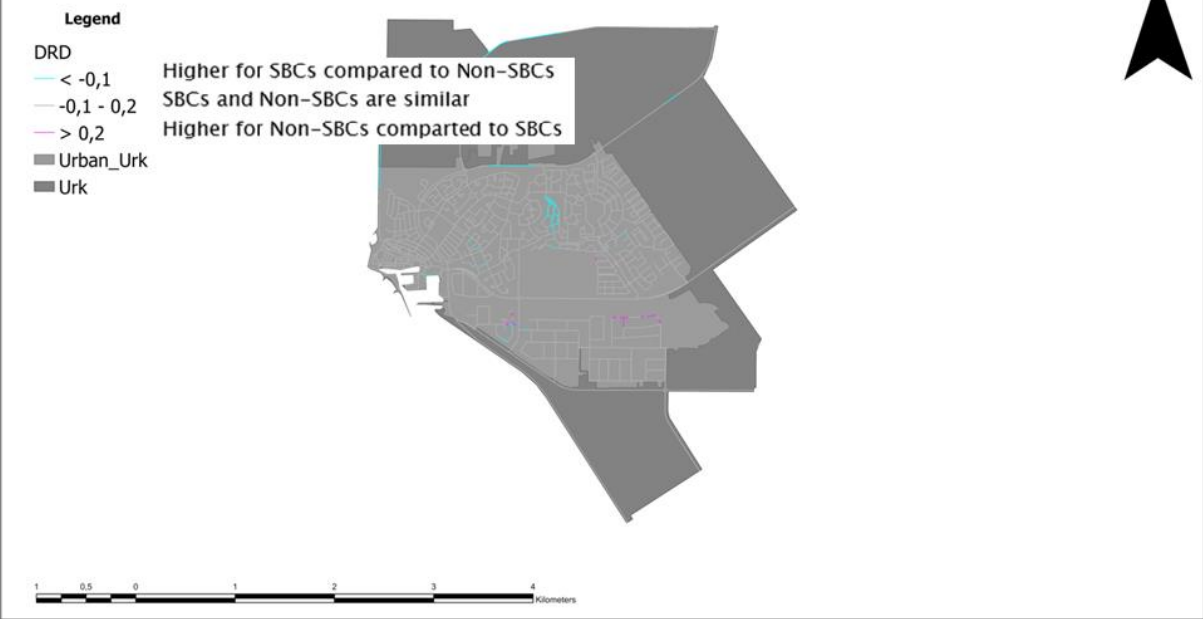 Legend
DRD
< -0,1
Higher for SBCs compared to Non-SBCs
-0,1 - 0,2
SBCs and Non-SBCs are similar
> 0,2
Higher for Non-SBCs comparted to SBCs
Urban_Urk
Urk
1 0,5 0 1 2 3 4
Kilometers